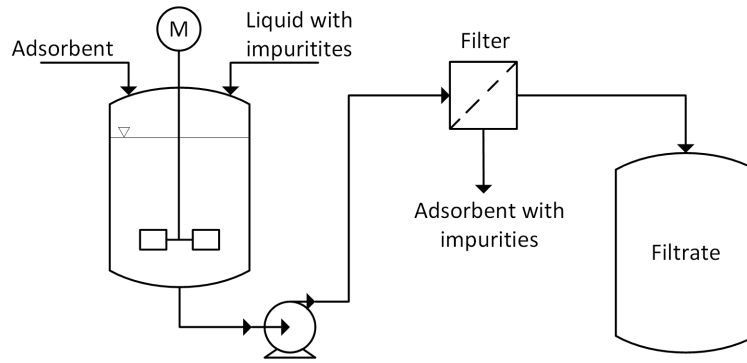 Adsorbent
M
Liquid with
impuritites
Filter
Adsorbent with
impurities
Filtrate